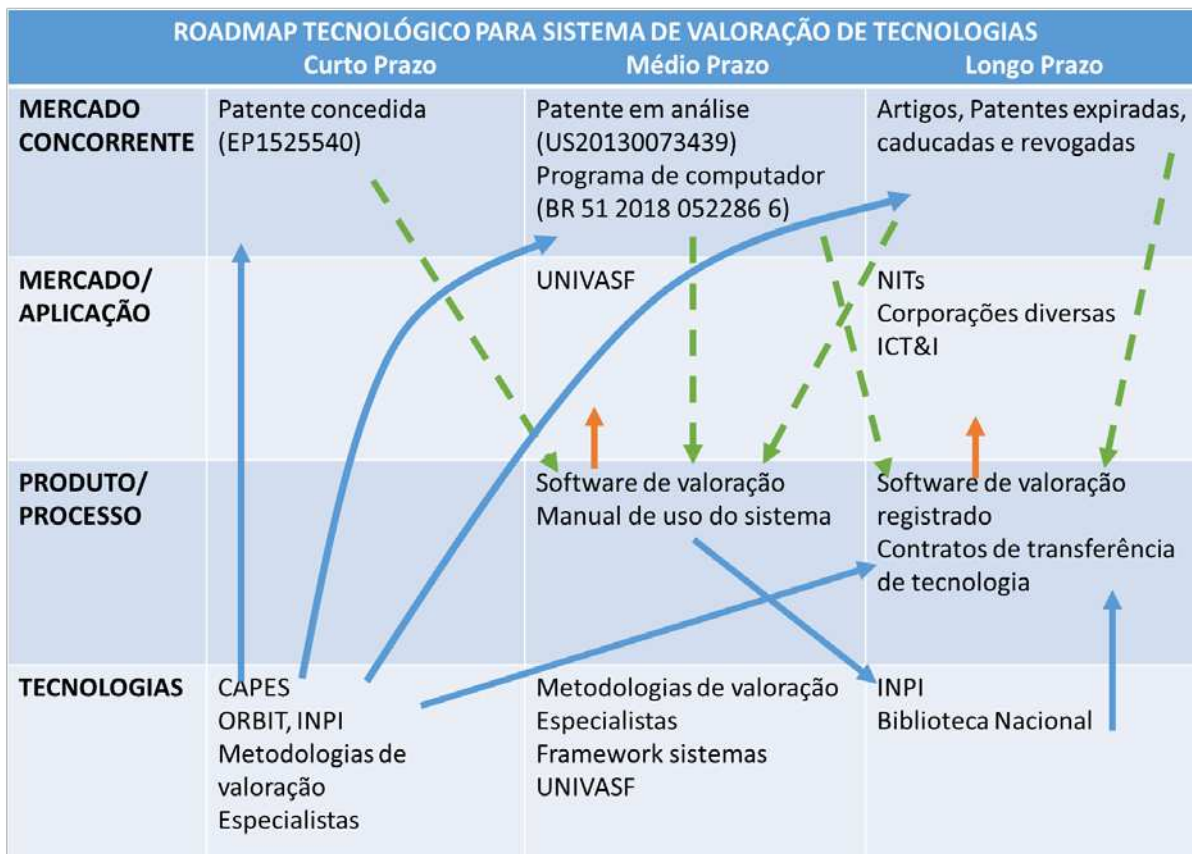 ROADMAP TECNOLÓGICO PARA SISTEMA DE VALORAÇÃO DE TECNOLOGIAS
Curto Prazo
Médio Prazo
Longo Prazo
MERCADO
CONCORRENTE
Patente concedida
(EP1525540)
Patente em análise
(US20130073439)
Programa de computador
(BR 51 2018 052286 6)
Artigos, Patentes expiradas,
caducadas e revogadas
MERCADO/
APLICAÇÃO
UNIVASF
NITs
Corporações diversas
ICT&I
PRODUTO/
PROCESSO
Software de valoração
Manual de uso do sistema
Software de valoração
registrado
Contratos de transferência
de tecnologia
TECNOLOGIAS
CAPES
ORBIT, INPI
Metodologias de
valoração
Especialistas
Metodologias de valoração
Especialistas
Framework sistemas
UNIVASF
INPI
Biblioteca Nacional